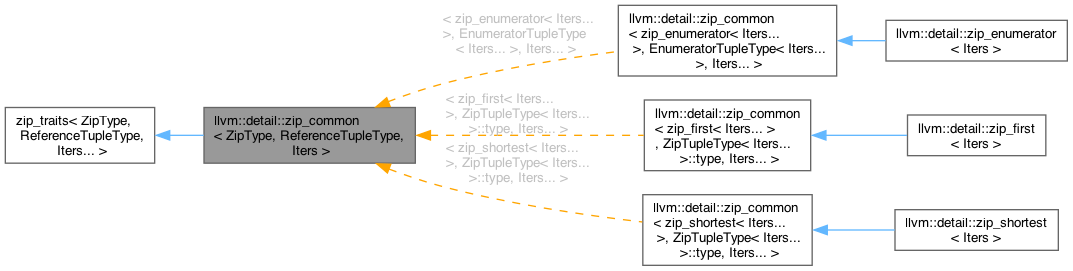 zip_traits< ZipType,
ReferenceTupleType,
Iters... >
llvm::detail::zip_common
< ZipType, ReferenceTupleType,
Iters >
< zip_enumerator< Iters...
>, EnumeratorTupleType
< Iters... >, Iters... >
< zip_first< Iters...
>, ZipTupleType< Iters...
>::type, Iters... >
< zip_shortest< Iters...
>, ZipTupleType< Iters...
>::type, Iters... >
llvm::detail::zip_common
< zip_enumerator< Iters...
>, EnumeratorTupleType< Iters...
>, Iters... >
llvm::detail::zip_enumerator
< Iters >
llvm::detail::zip_common
< zip_first< Iters... >
, ZipTupleType< Iters...
>::type, Iters... >
llvm::detail::zip_first
< Iters >
llvm::detail::zip_common
< zip_shortest< Iters...
>, ZipTupleType< Iters...
>::type, Iters... >
llvm::detail::zip_shortest
< Iters >